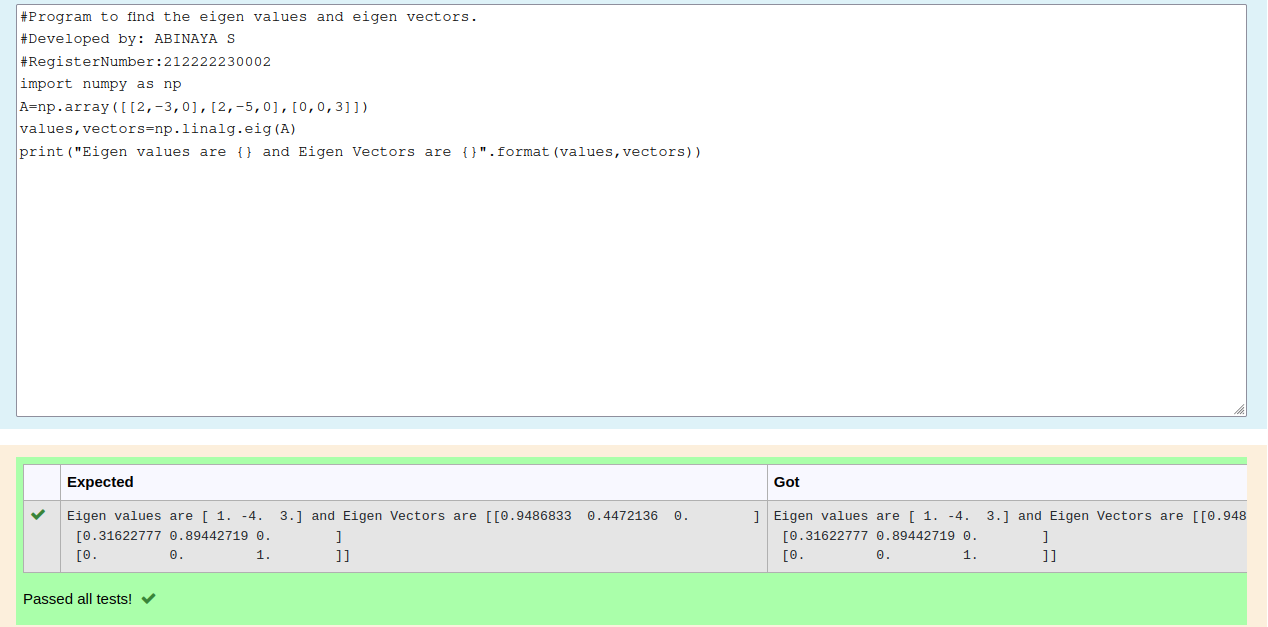 #Program to find the eigen values and eigen vectors.
#Developed by: ABINAYA S
#RegisterNumber:212222230002
import numpy as np
A=np.array([[2,-3,0],[2,-5,0],[0,0,3]])
values,vectors=np.linalg.eig(A)
print("Eigen values are {} and Eigen Vectors are {}".format(values,vectors))
Expected Got
Eigen values are [ 1. -4.  3.] and Eigen Vectors are [[0.9486833  0.4472136  0.        ] Eigen values are [ 1. -4.  3.] and Eigen Vectors are [[0.948
[0.31622777 0.89442719 0.        ] [0.31622777 0.89442719 0.        ]
[0.         0.         1.        ]] [0.         0.         1.        ]]
Passed all tests!